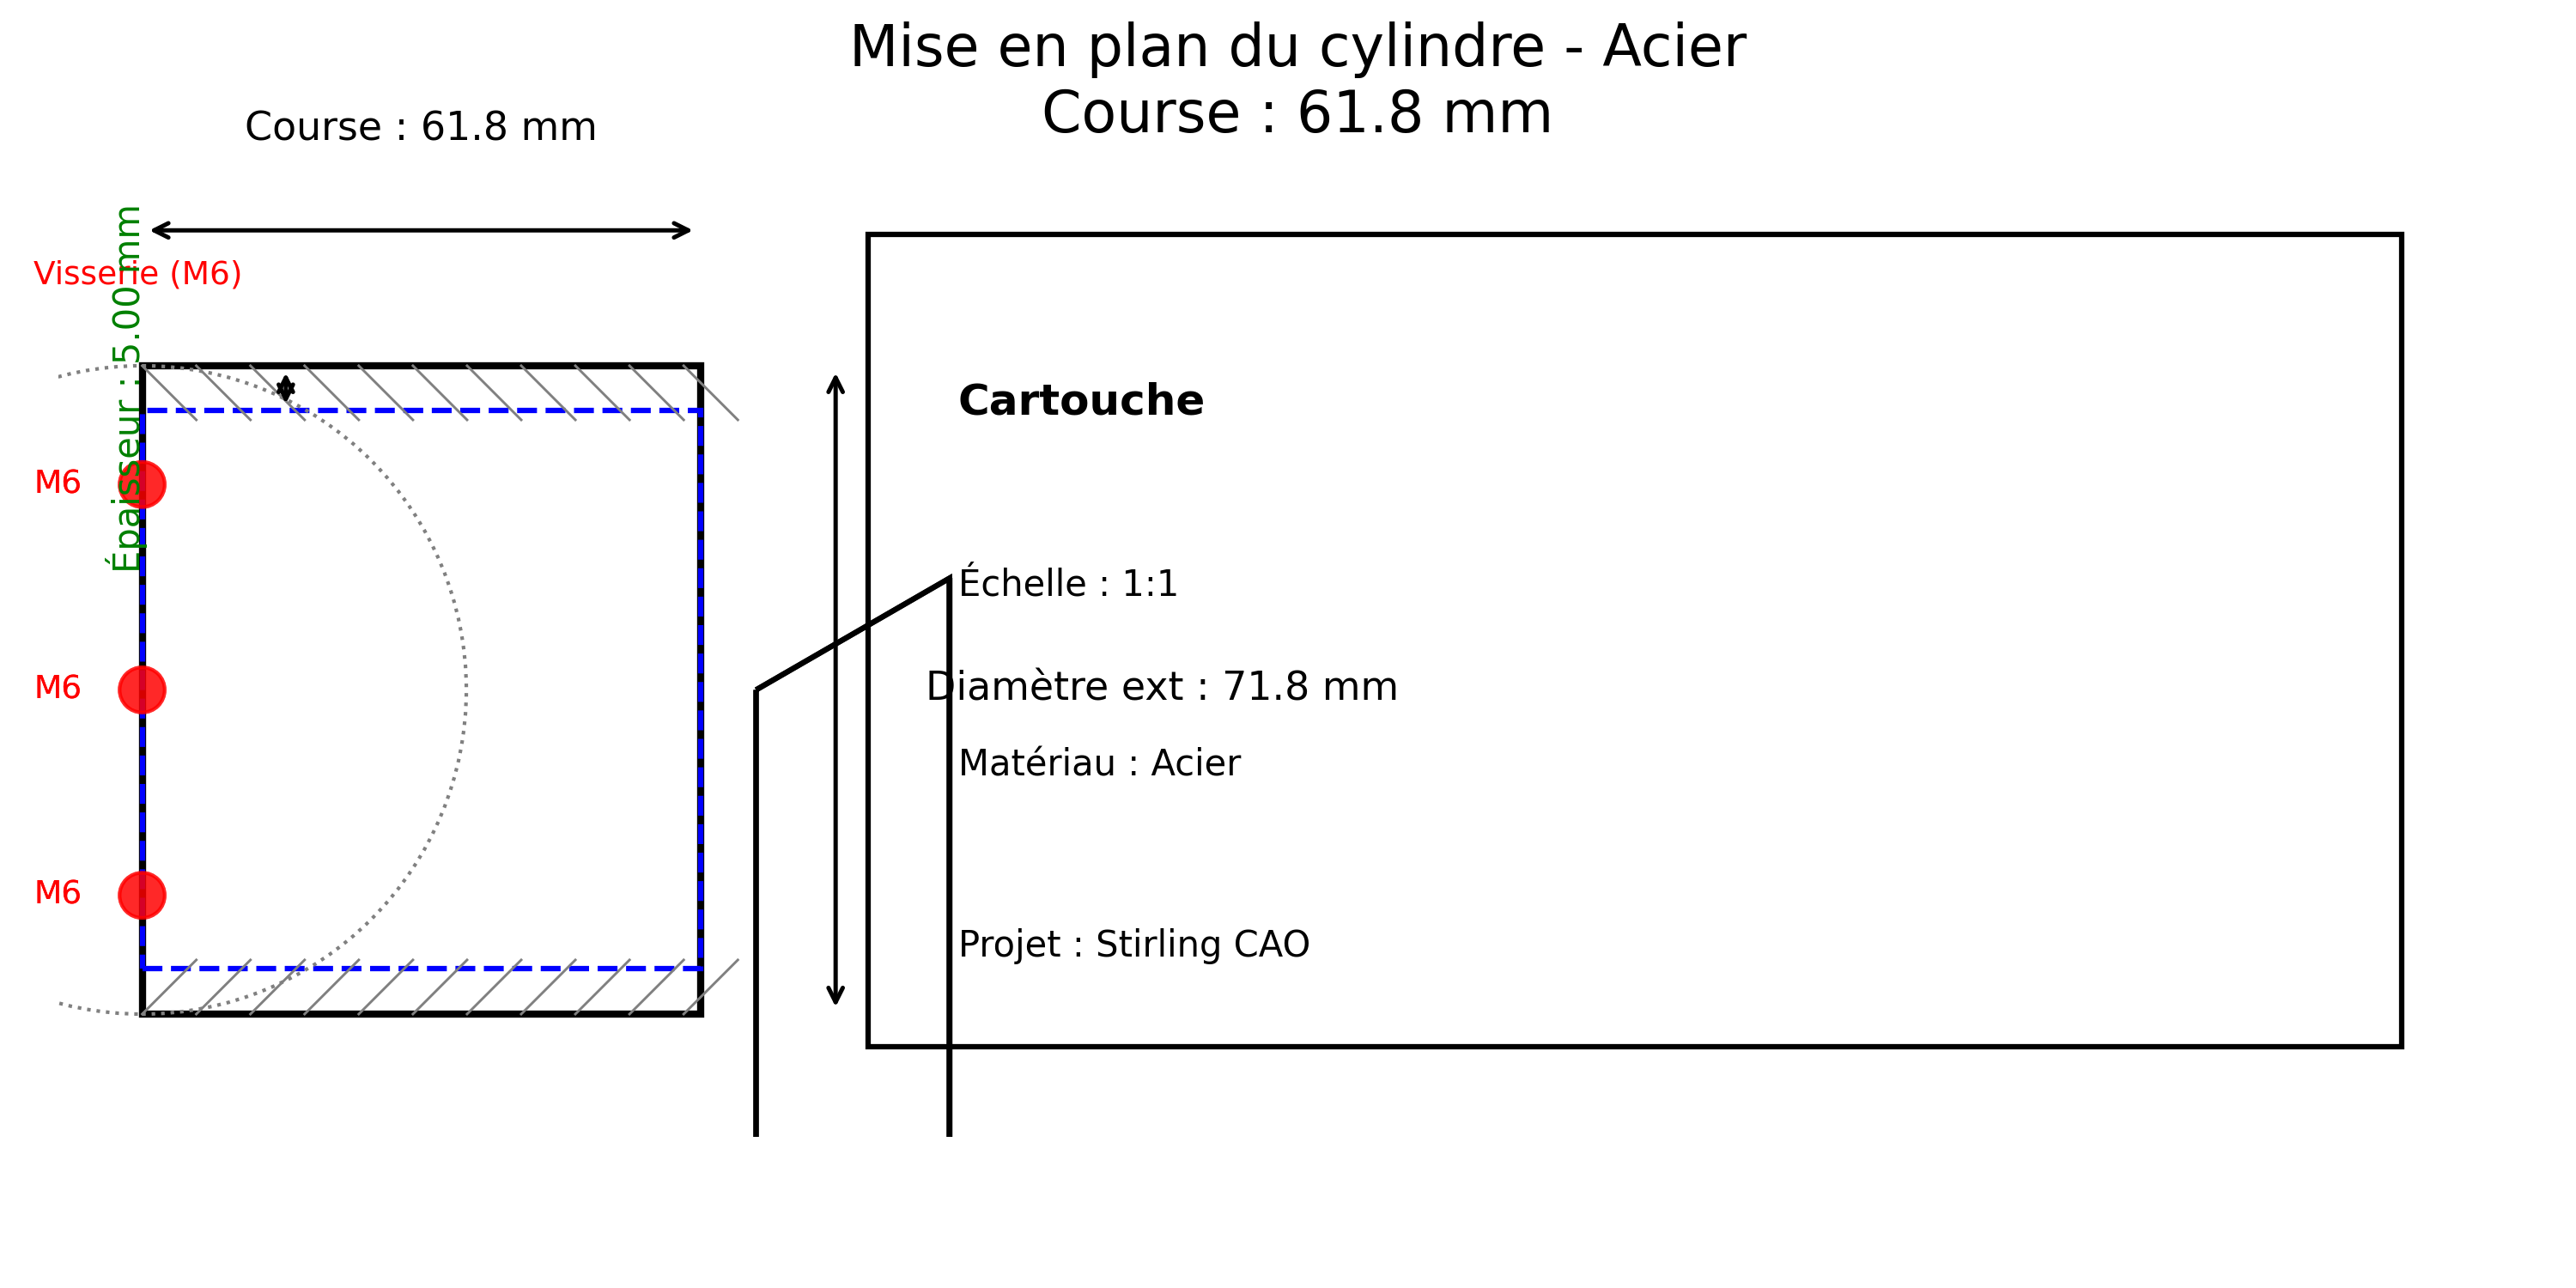 Mise en plan du cylindre - Acier
Course : 61.8 mm
Course : 61.8 mm
Visserie (M6)
Épaisseur : 5.00 mm
M6
M6
M6
Cartouche
Échelle : 1:1
Diamètre ext : 71.8 mm
Matériau : Acier
Projet : Stirling CAO